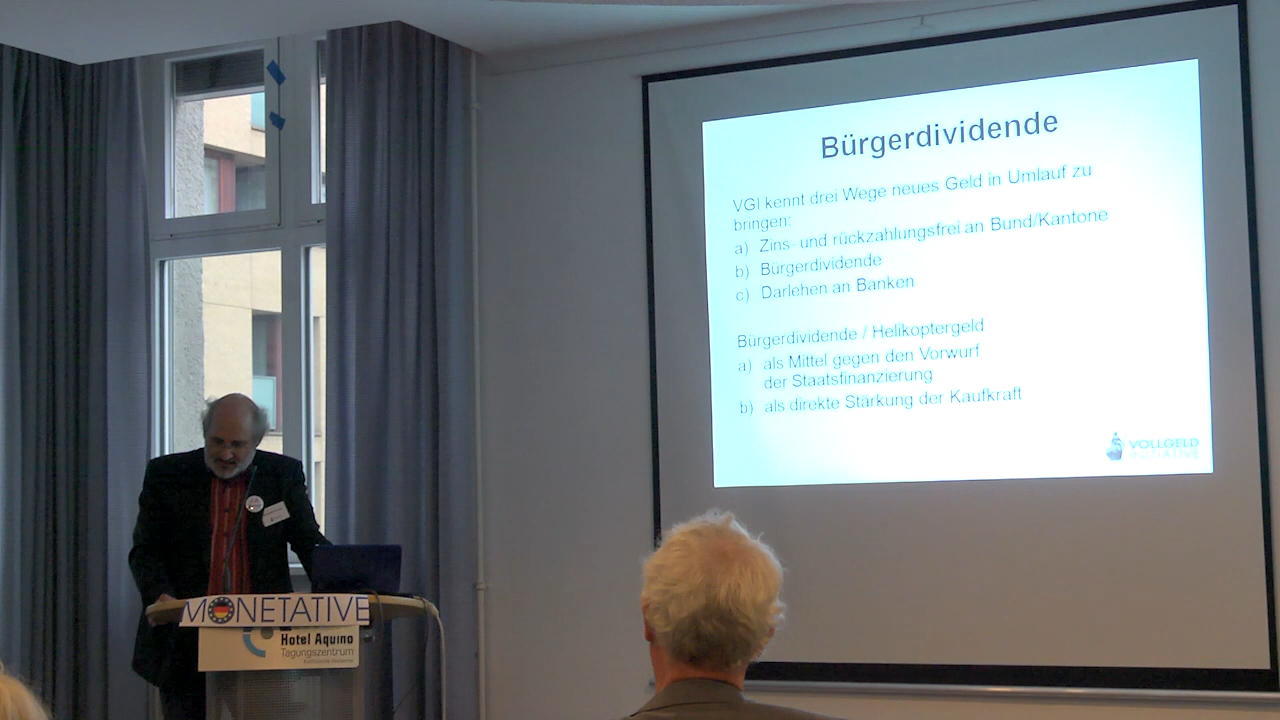 Bürgerdividende
VGI kennt drei Wege neues Geld in Umlauf zu
bringen:
a) Zins- und rückzahlungsfrei an Bund/Kantone
b) Bürgerdividende
c) Darlehen an Banken
Bürgerdividende / Helikoptergeld
a) als Mittel gegen den Vorwurf
der Staatsfinanzierung
b) als direkte Stärkung der Kaufkraft
VOLLGELD
INITIATIVE
MONETATIVE
Hotel Aquino
Tagungszentrum